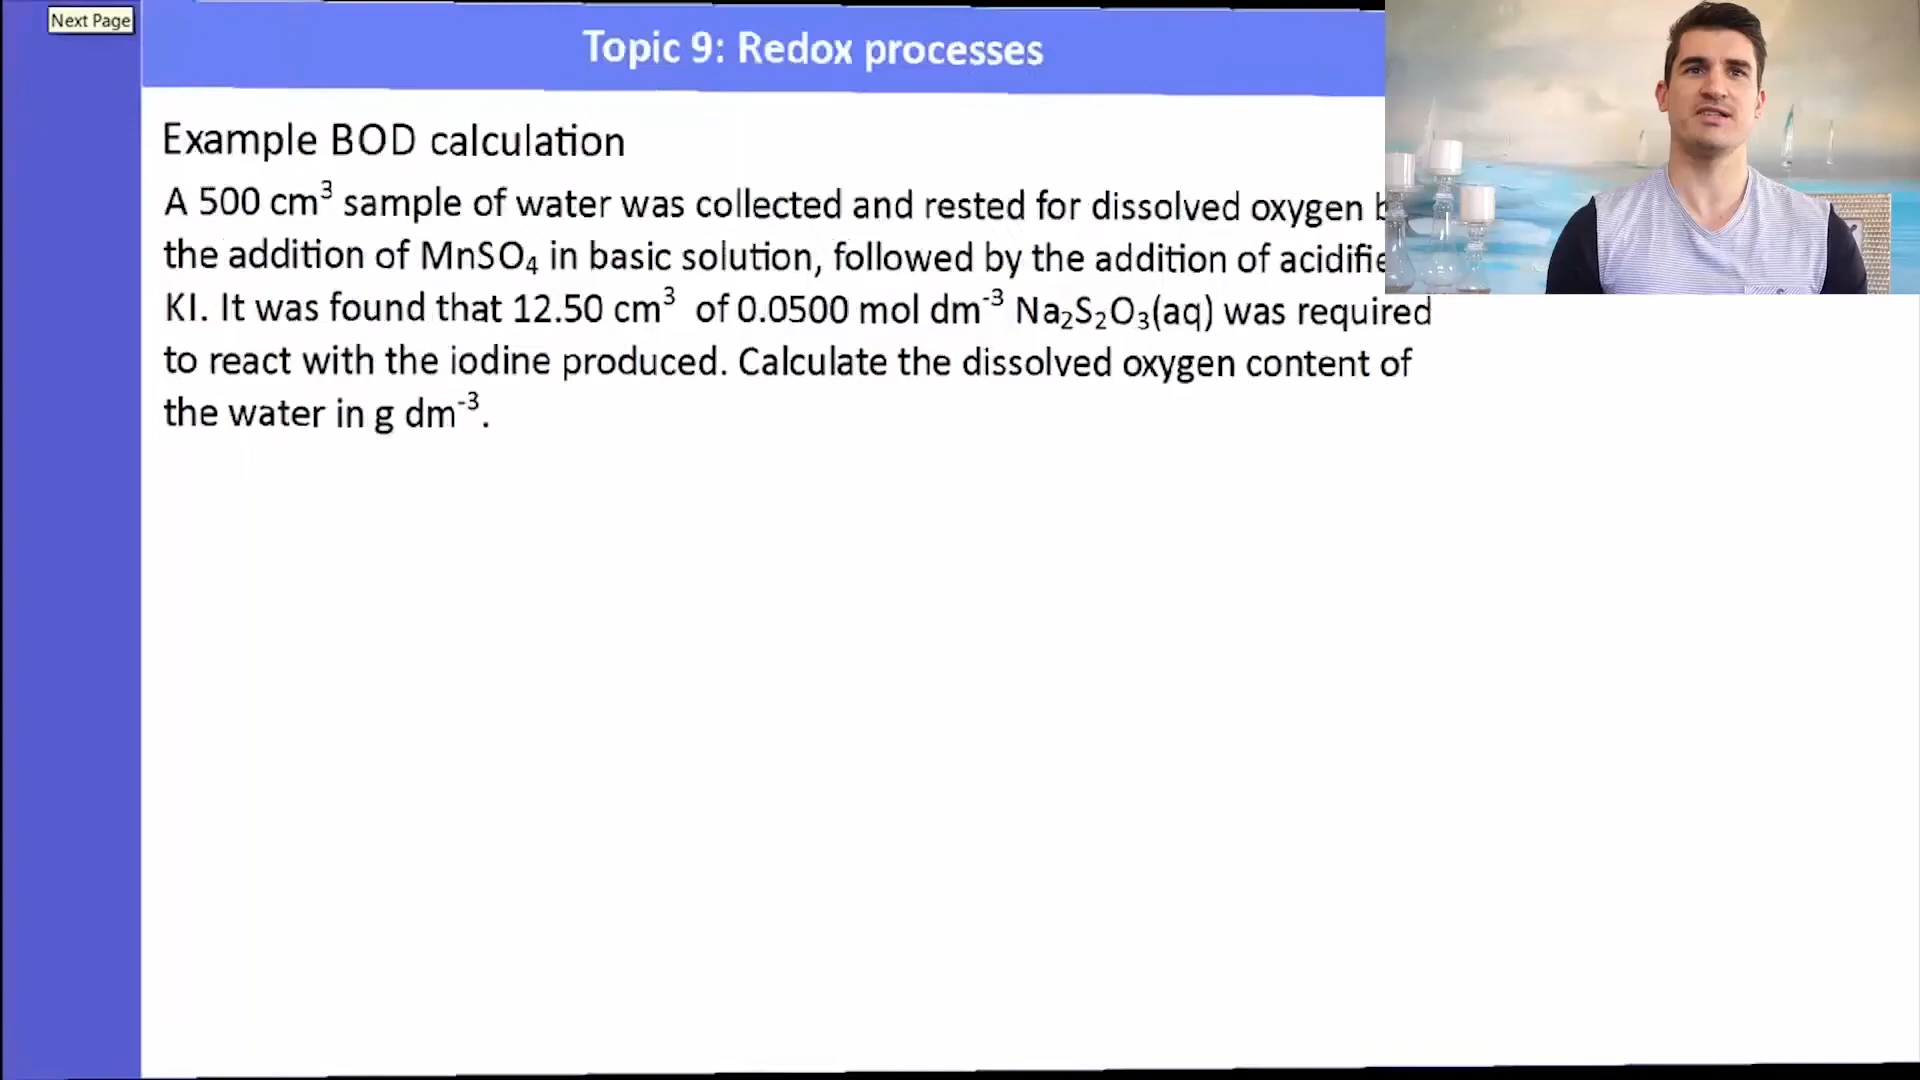 Next Page
Topic 9: Redox processes
Example BOD calculation
A 500 cm³ sample of water was collected and rested for dissolved oxygen
the addition of MnSO₄ in basic solution, followed by the addition of
KI. It was found that 12.50 cm³ of 0.0500 mol dm⁻³ Na₂S₂O₃(aq) was required
to react with the iodine produced. Calculate the dissolved oxygen content of
the water in g dm⁻³.